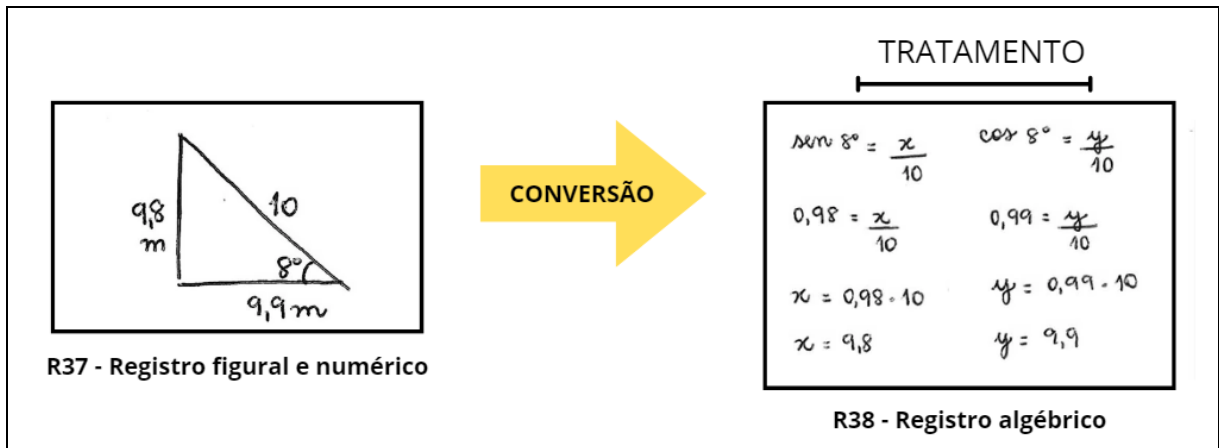 TRATAMENTO
9,8
m
10
8°
9,9m
R37 - Registro figural e numérico
CONVERSÃO
sen 8° = x/10 cos 8° = y/10
0,98 = x/10 0,99 = y/10
x = 0,98 . 10 y = 0,99 . 10
x = 9,8 y = 9,9
R38 - Registro algébrico